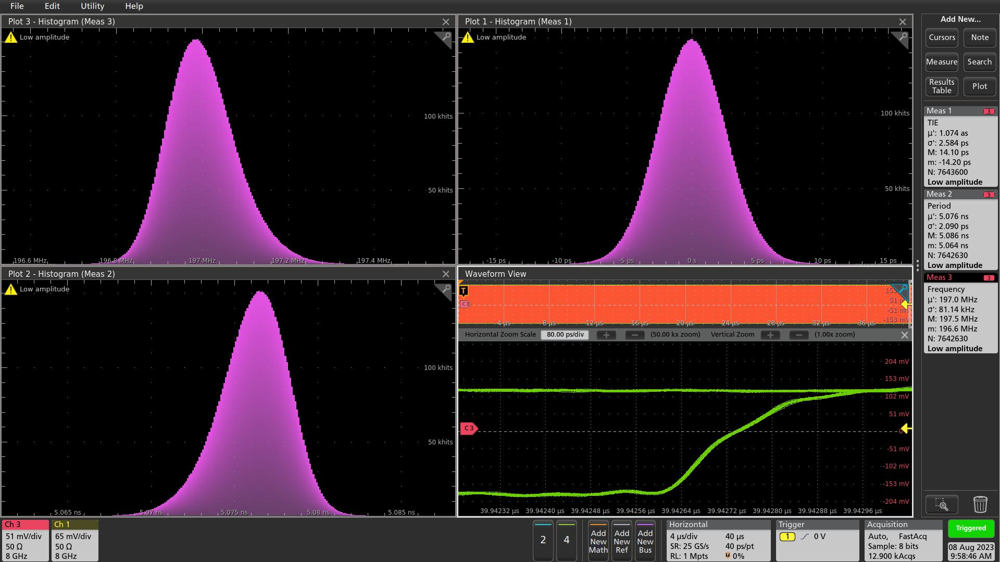 File Edit Utility Help
Plot 3 - Histogram (Meas 3)
Low amplitude
100 khits
50 khits
196.6 MHz 196.8 MHz 197 MHz 197.2 MHz 197.4 MHz
Plot 1 - Histogram (Meas 1)
Low amplitude
100 khits
50 khits
-15 ps -10 ps -5 ps 0 s 5 ps 10 ps 15 ps
Plot 2 - Histogram (Meas 2)
Low amplitude
100 khits
50 khits
5.065 ns 5.07 ns 5.075 ns 5.08 ns 5.085 ns
Waveform View
T
C 3
51 mV
-51 mV
-153 mV
4 µs 8 µs 12 µs 16 µs 20 µs 24 µs 28 µs 32 µs 36 µs
Horizontal Zoom Scale 80.00 ps/div + − (50.00 kx zoom) Vertical Zoom + − (1.00x zoom)
204 mV
153 mV
102 mV
51 mV
C 3
-51 mV
-102 mV
-153 mV
-204 mV
39.94232 µs 39.94240 µs 39.94248 µs 39.94256 µs 39.94264 µs 39.94272 µs 39.94280 µs 39.94288 µs 39.94296 µs
Add New...
Cursors Note
Measure Search
Results
Table
Plot
Meas 1 3
TIE
µ': 1.074 as
σ': 2.584 ps
M: 14.10 ps
m: -14.20 ps
N: 7643600
Low amplitude
Meas 2 3
Period
µ': 5.076 ns
σ': 2.090 ps
M: 5.086 ns
m: 5.064 ns
N: 7642630
Low amplitude
Meas 3 3
Frequency
µ': 197.0 MHz
σ': 81.14 kHz
M: 197.5 MHz
m: 196.6 MHz
N: 7642630
Low amplitude
Ch 3
51 mV/div
50 Ω
8 GHz
Ch 1
65 mV/div
50 Ω
8 GHz
2
4
Add
New
Math
Add
New
Ref
Add
New
Bus
Horizontal
4 µs/div 40 µs
SR: 25 GS/s 40 ps/pt
RL: 1 Mpts T 0%
Trigger
1 0 V
Acquisition
Auto, FastAcq
Sample: 8 bits
12.900 kAcqs
Triggered
08 Aug 2023
9:58:46 AM